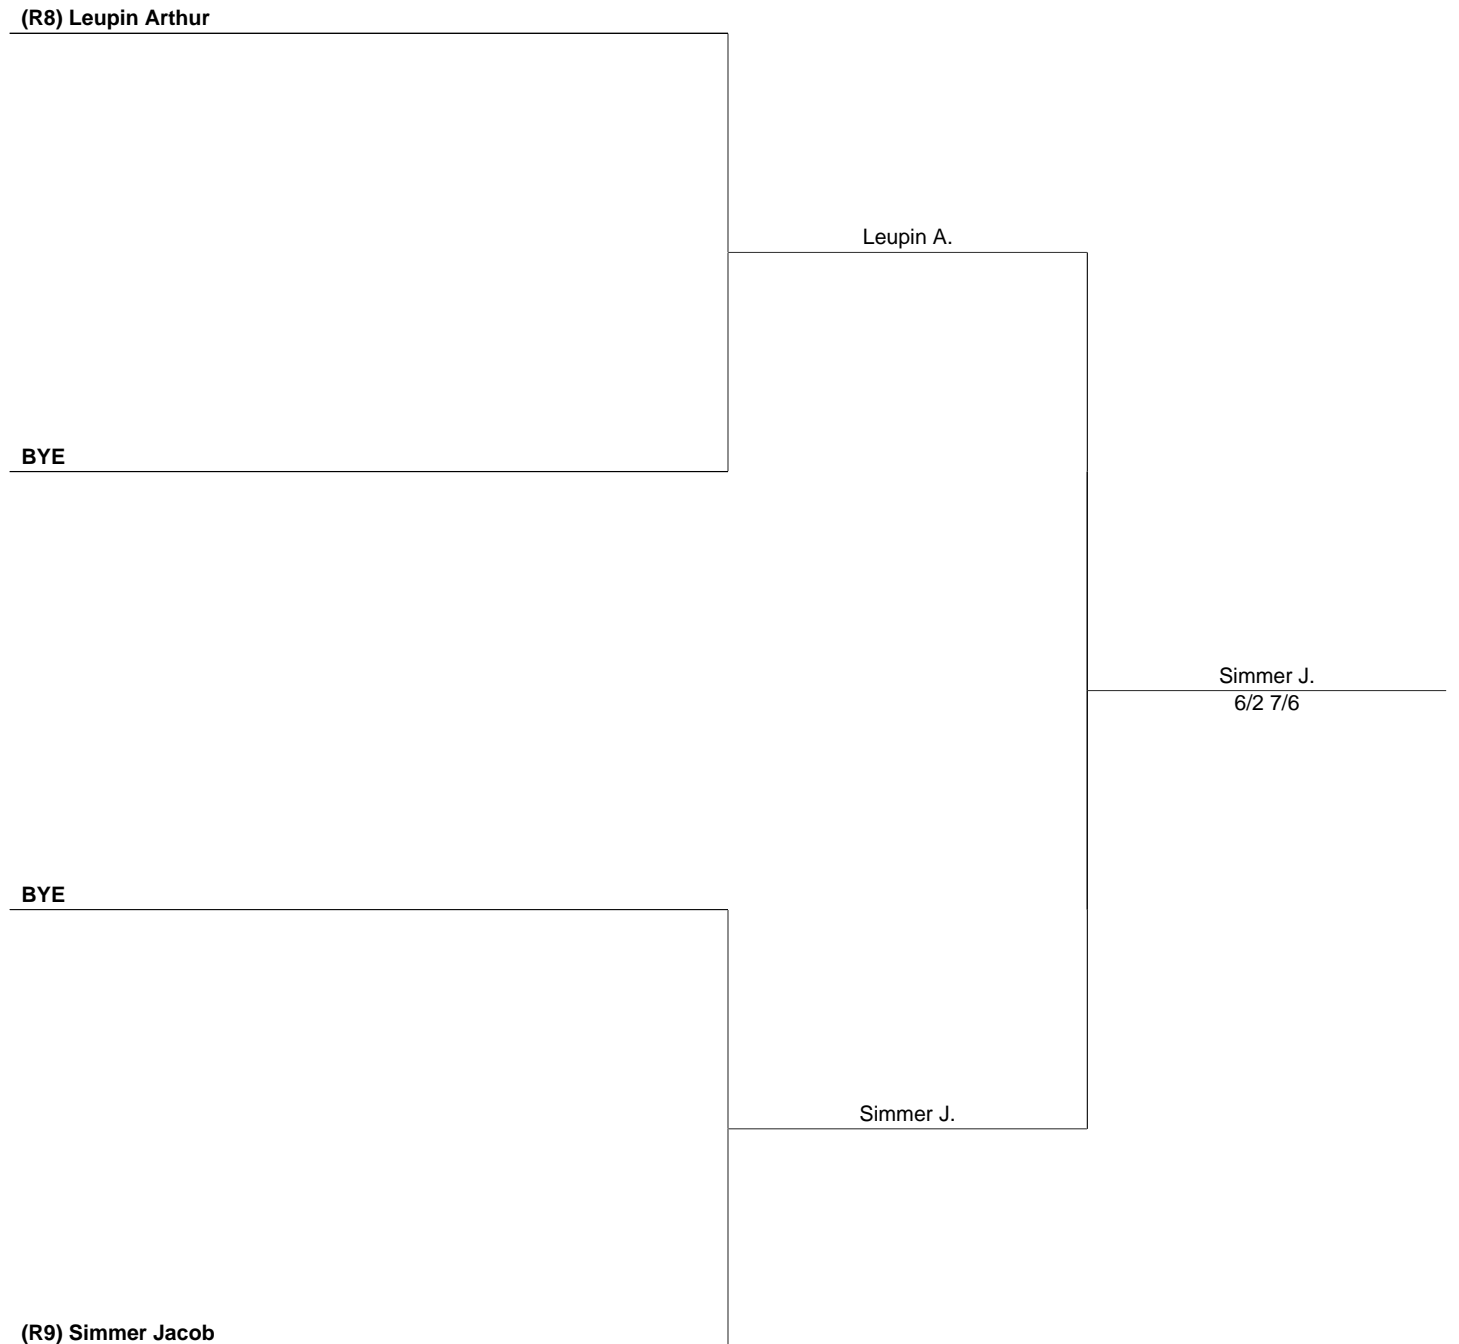 (R8) Leupin Arthur
Leupin A.
BYE
Simmer J.
6/2 7/6
BYE
Simmer J.
(R9) Simmer Jacob